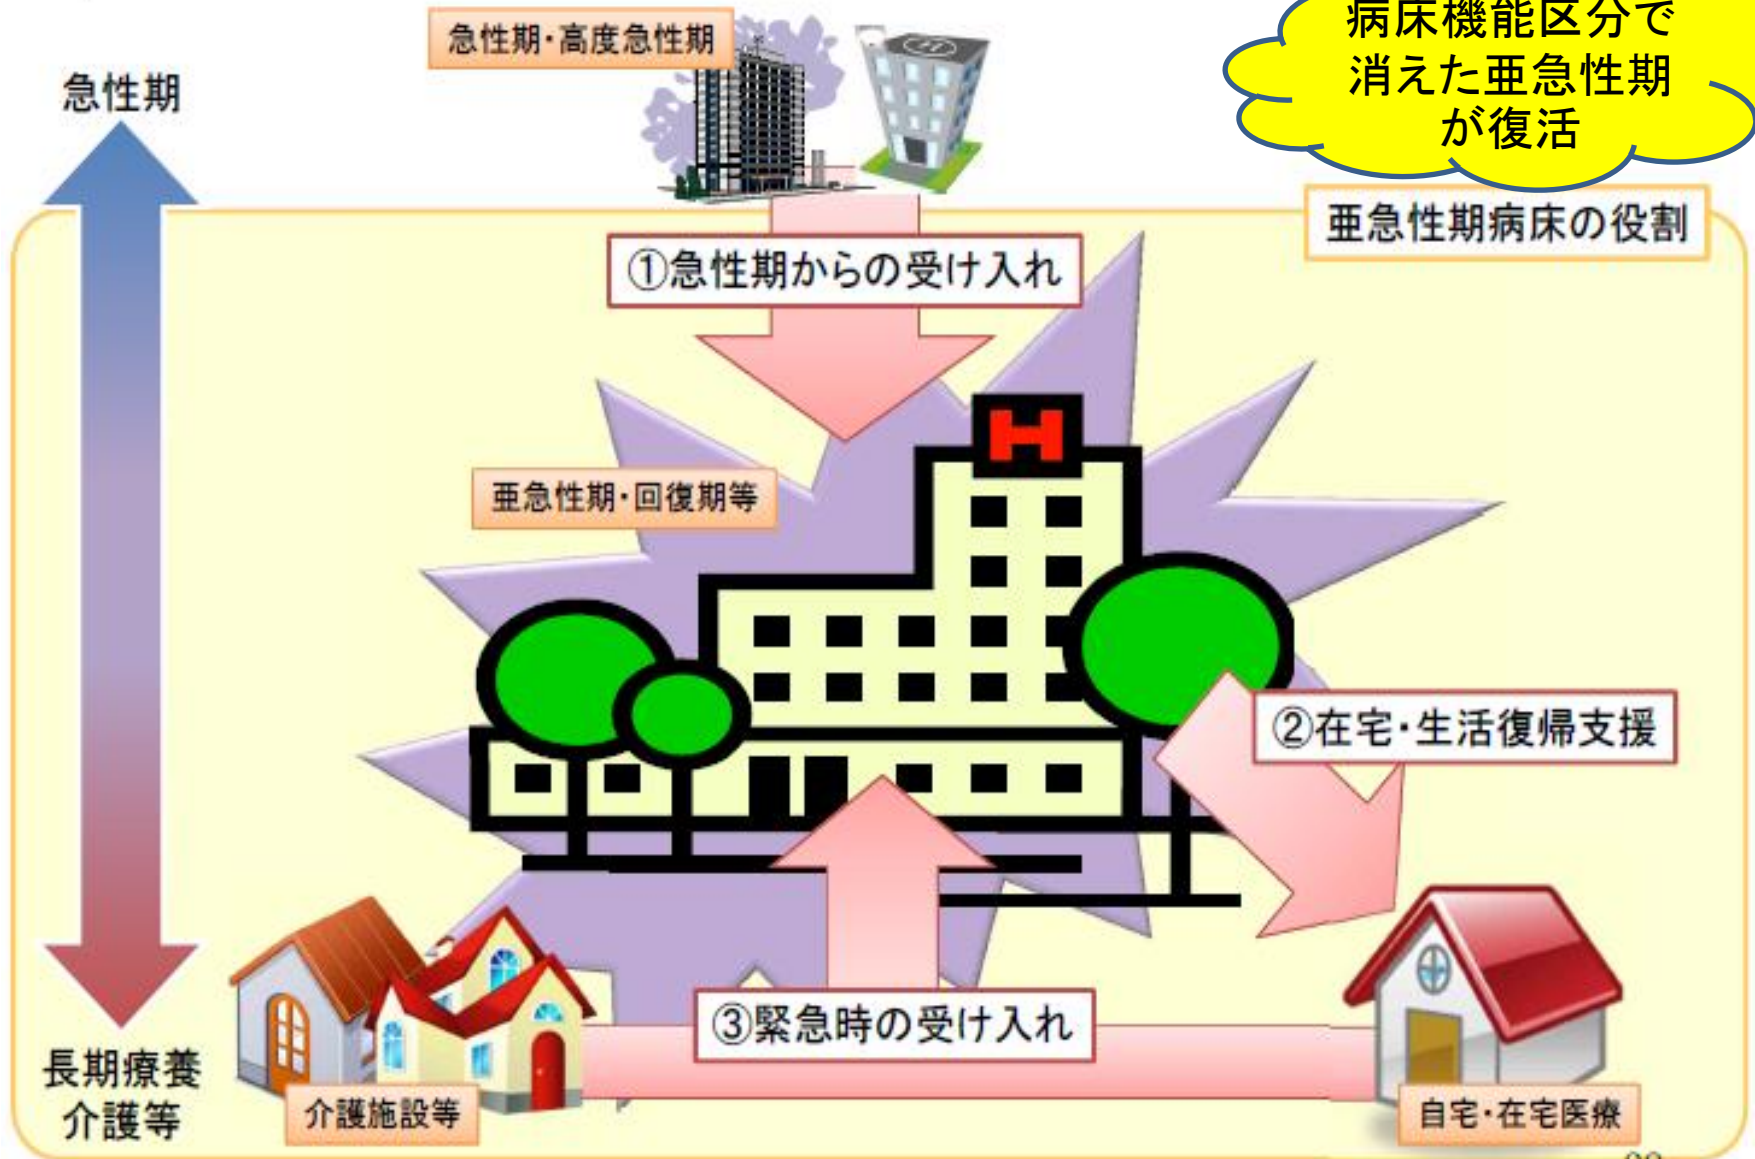 病床機能区分で
消えた亜急性期
が復活
急性期・高度急性期
急性期
亜急性期病床の役割
①急性期からの受け入れ
H
亜急性期・回復期等
②在宅・生活復帰支援
③緊急時の受け入れ
長期療養
介護等
介護施設等
自宅・在宅医療